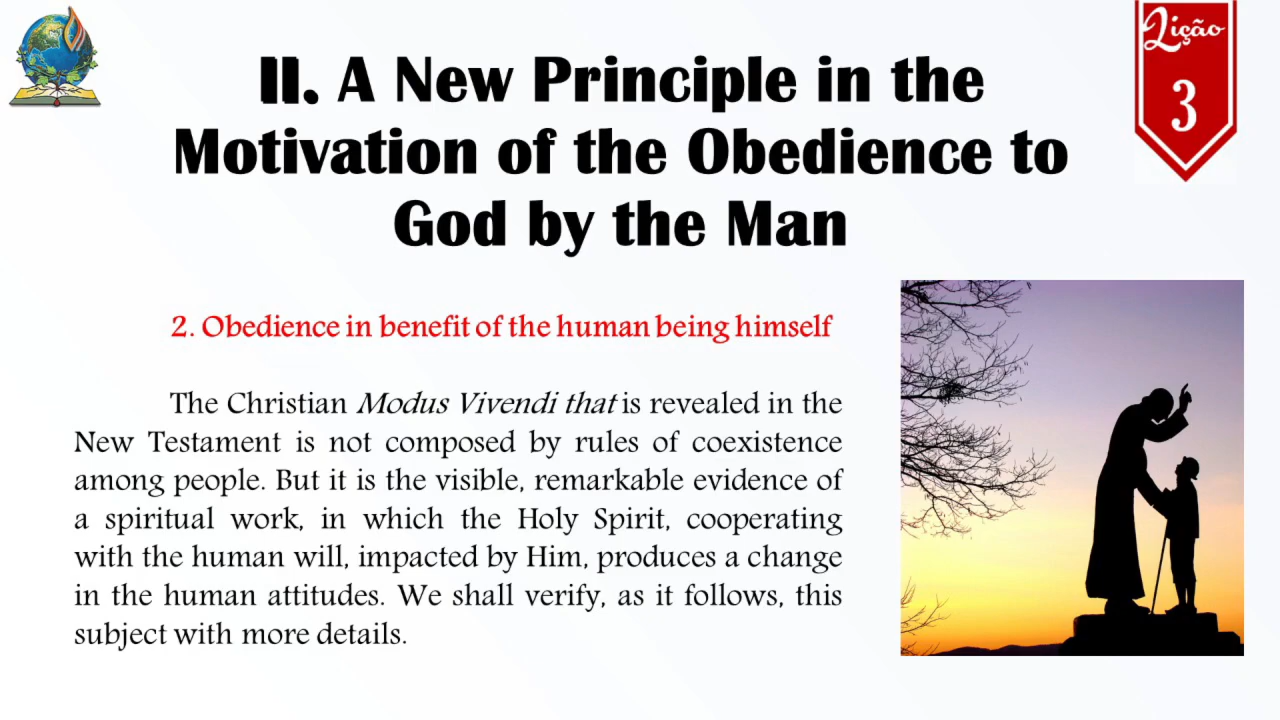 Lição
3
II. A New Principle in the
Motivation of the Obedience to
God by the Man
2. Obedience in benefit of the human being himself
The Christian Modus Vivendi that is revealed in the
New Testament is not composed by rules of coexistence
among people. But it is the visible, remarkable evidence of
a spiritual work, in which the Holy Spirit, cooperating
with the human will, impacted by Him, produces a change
in the human attitudes. We shall verify, as it follows, this
subject with more details.